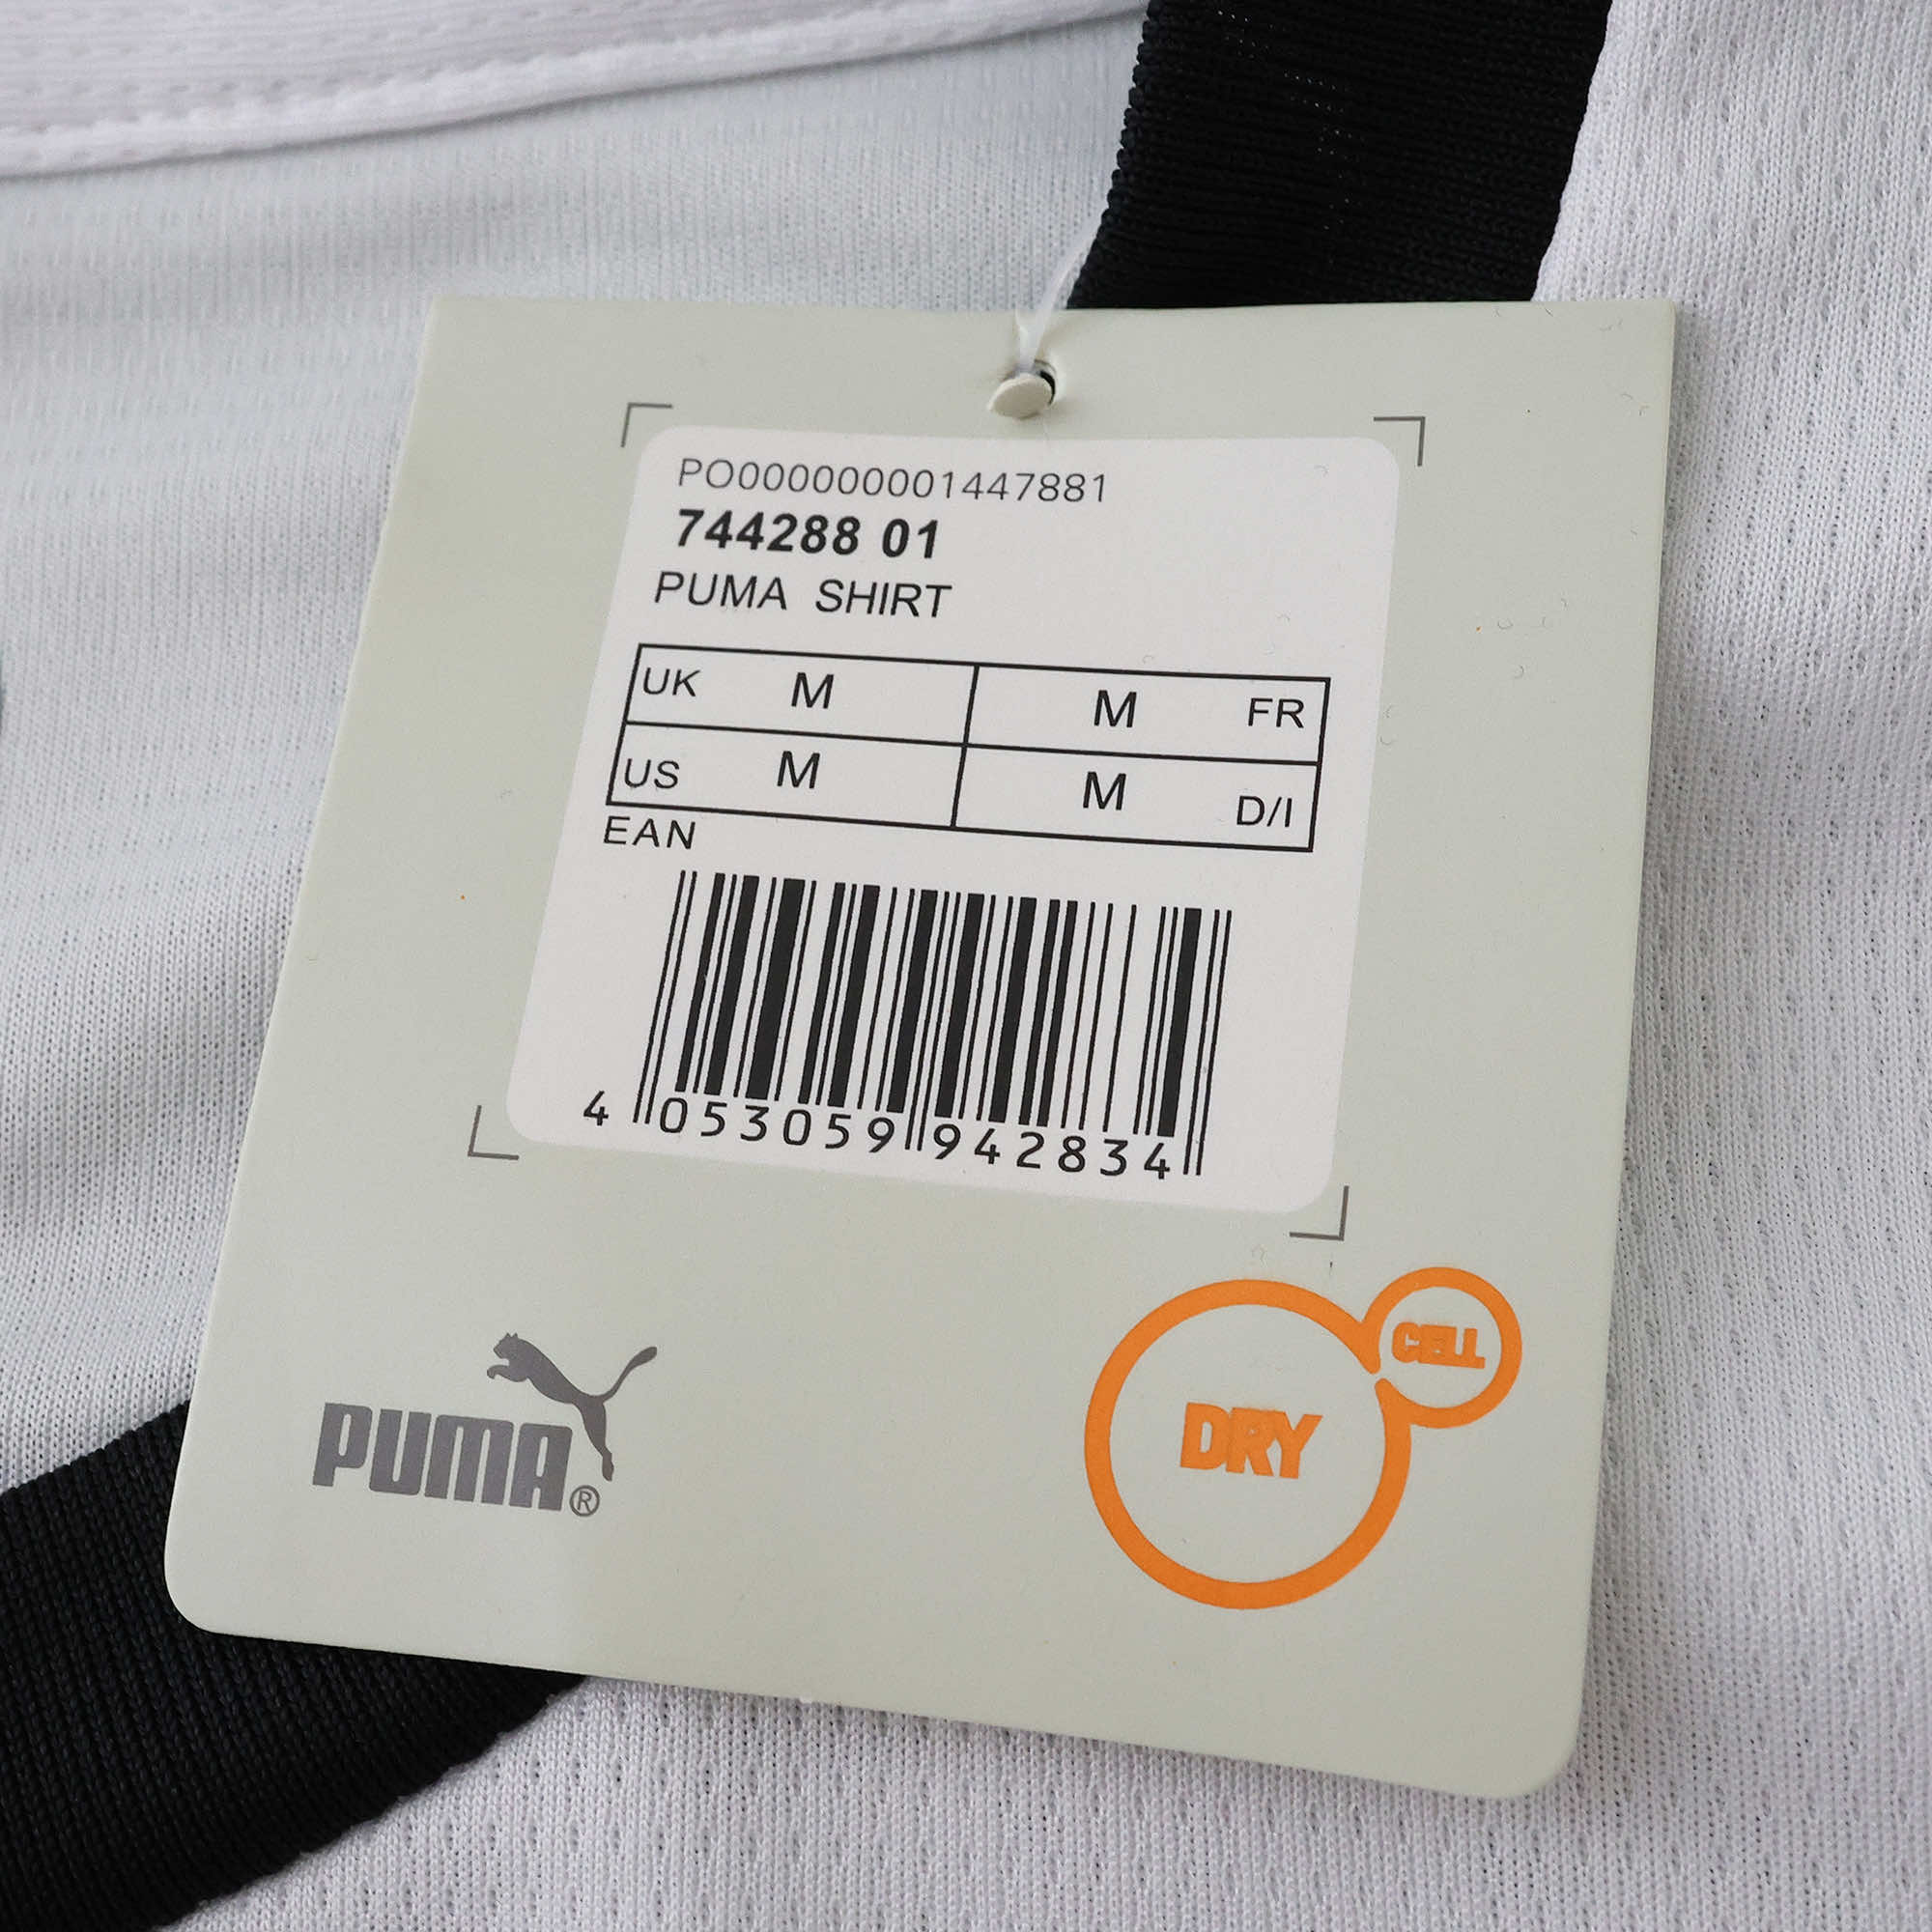 PO000000001447881
744288 01
PUMA SHIRT
UK M M FR
US M M D/I
EAN
4 053059 942834
PUMA®
DRY
CELL